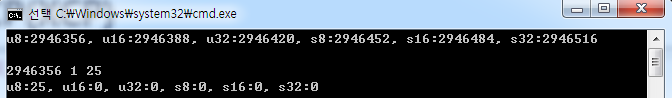 선택 C:\Windows\system32\cmd.exe
u8:2946356, u16:2946388, u32:2946420, s8:2946452, s16:2946484, s32:2946516
2946356 1 25
u8:25, u16:0, u32:0, s8:0, s16:0, s32:0